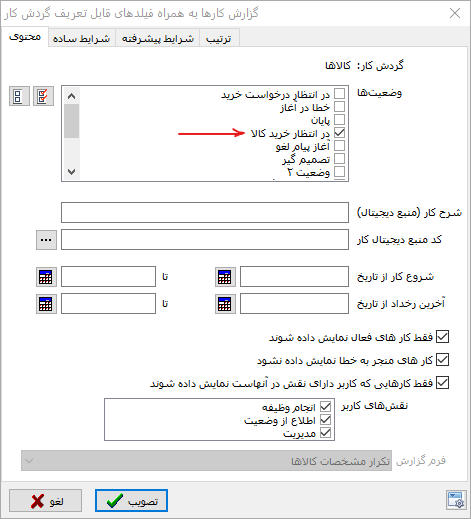 گزارش کارها به همراه فیلدهای قابل تعریف گردش کار
محتوی شرایط ساده شرایط پیشرفته ترتیب
گردش کار: کالاها
وضعیت‌ها
در انتظار درخواست خرید
خطا در آغاز
پایان
در انتظار خرید کالا
آغاز پیام لغو
تصمیم گیر
وضعیت ۲
شرح کار (منبع دیجیتال)
کد منبع دیجیتال کار ...
شروع کار از تاریخ تا
آخرین رخداد از تاریخ تا
فقط کار های فعال نمایش داده شوند
کار های منجر به خطا نمایش داده نشود
فقط کارهایی که کاربر دارای نقش در آنهاست نمایش داده شوند
نقش‌های کاربر
انجام وظیفه
اطلاع از وضعیت
مدیریت
فرم گزارش تکرار مشخصات کالاها
تصویب لغو